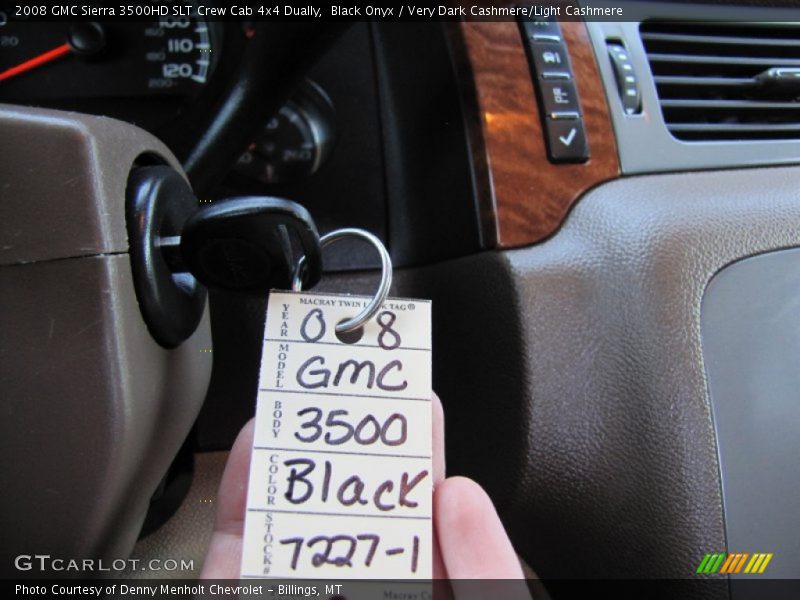 2008 GMC Sierra 3500HD SLT Crew Cab 4x4 Dually, Black Onyx / Very Dark Cashmere/Light Cashmere
100
110
120
MACRAY TWIN LOCK TAG®
YEAR 08
MODEL GMC
BODY 3500
COLOR Black
STOCK# 7227-1
GTCARLOT.COM
Photo Courtesy of Denny Menholt Chevrolet - Billings, MT